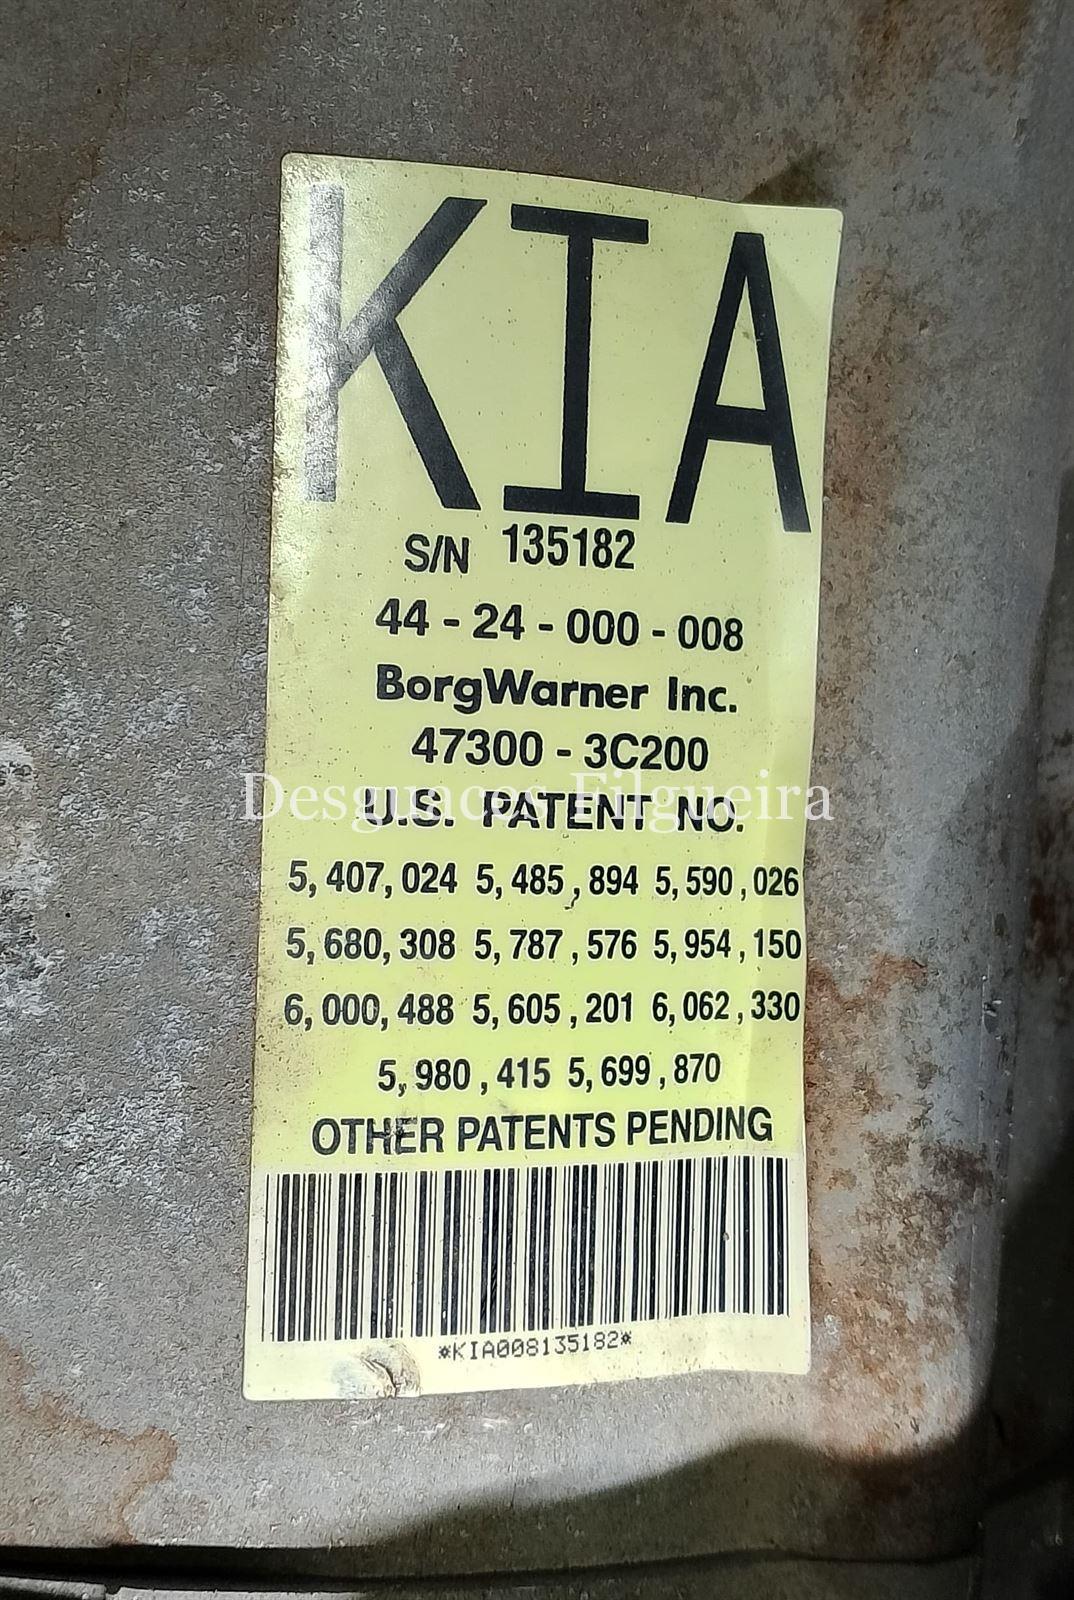 KIA
S/N 135182
44 - 24 - 000 - 008
BorgWarner Inc.
47300 - 3C200
Desguaces Filgueira
U.S. PATENT NO.
5,407,024 5,485,894 5,590,026
5,680,308 5,787,576 5,954,150
6,000,488 5,605,201 6,062,330
5,980,415 5,699,870
OTHER PATENTS PENDING
*KIA008135182*